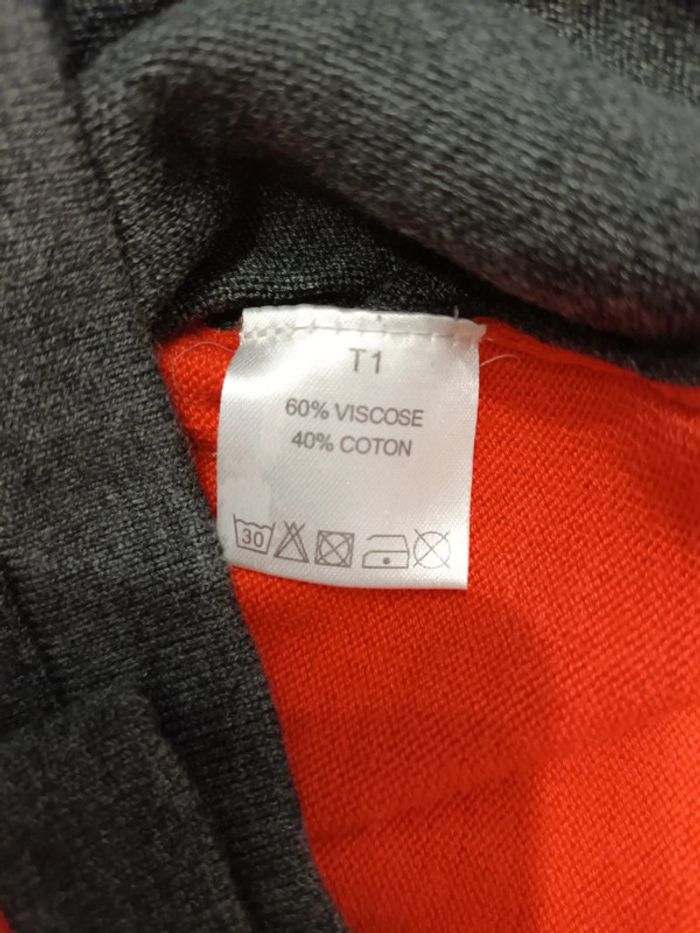 T1
60% VISCOSE
40% COTON
30